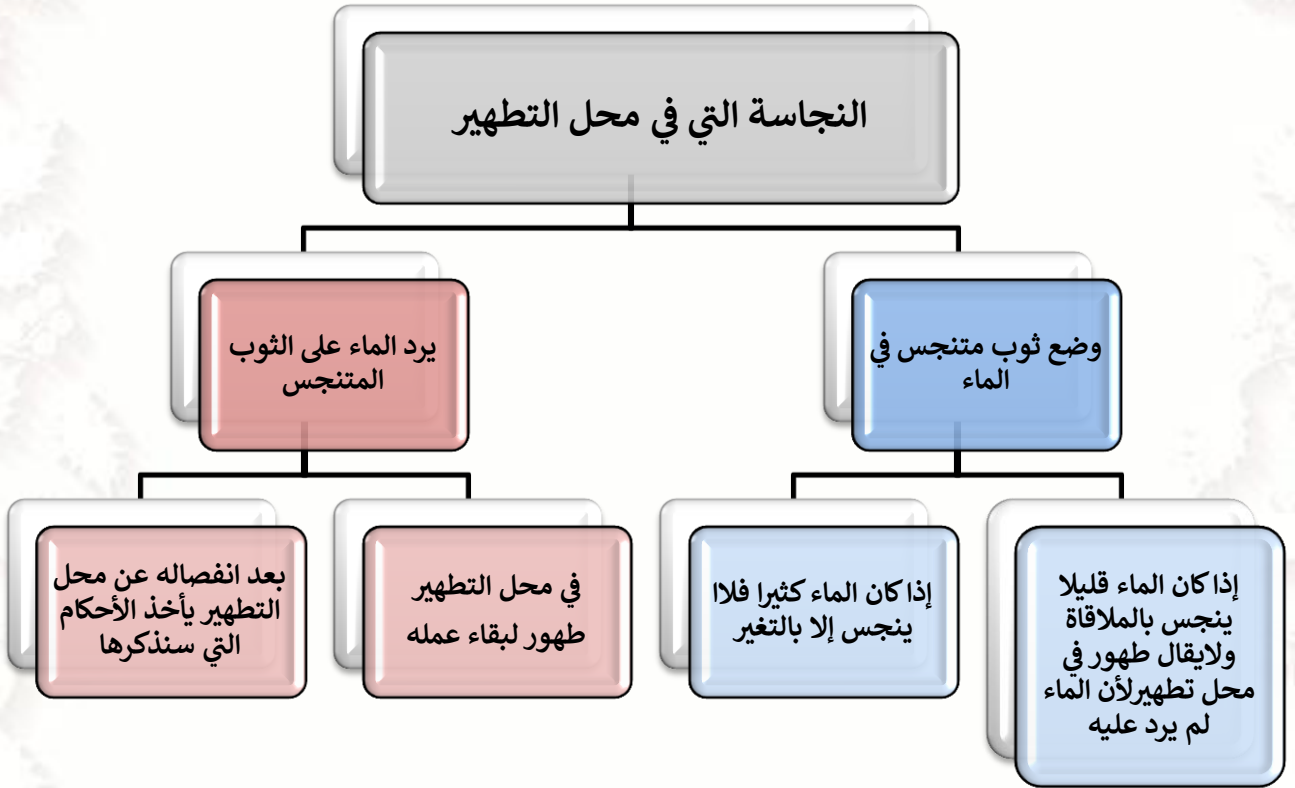 النجاسة التي في محل التطهير
وضع ثوب متنجس في
الماء
يرد الماء على الثوب
المتنجس
إذا كان الماء قليلا
ينجس بالملاقاة
ولايقال طهور في
محل تطهيرلأن الماء
لم يرد عليه
إذا كان الماء كثيرا فلاا
ينجس إلا بالتغير
في محل التطهير
طهور لبقاء عمله
بعد انفصاله عن محل
التطهير يأخذ الأحكام
التي سنذكرها